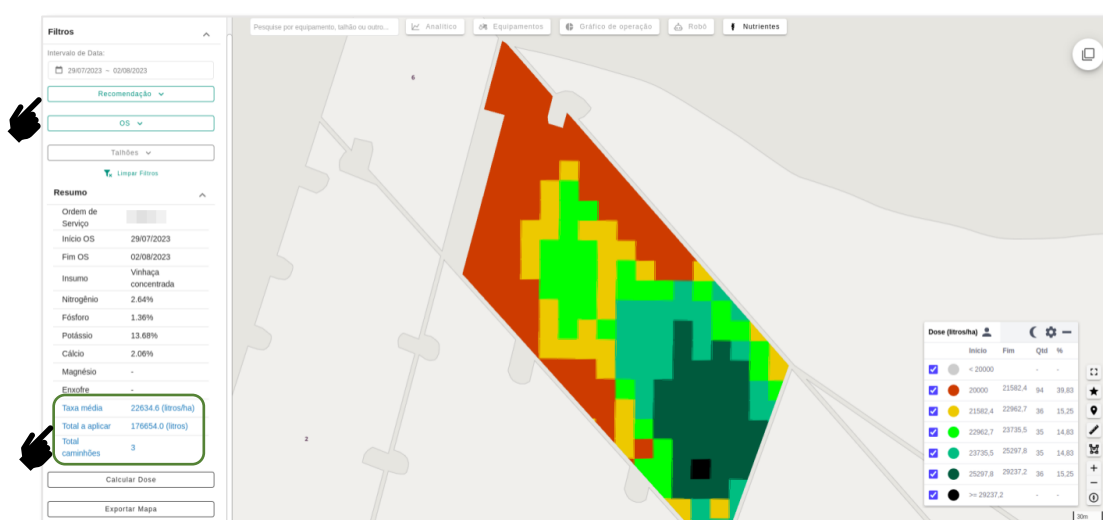 Filtros
Intervalo de Data:
29/07/2023 – 02/08/2023
Recomendação
OS
Talhões
Limpar Filtros
Resumo
Ordem de
Serviço
Início OS 29/07/2023
Fim OS 02/08/2023
Insumo Vinhaça
concentrada
Nitrogênio 2.64%
Fósforo 1.36%
Potássio 13.68%
Cálcio 2.06%
Magnésio -
Enxofre -
Taxa média 22634.6 (litros/ha)
Total a aplicar 176654.0 (litros)
Total
caminhões 3
Calcular Dose
Exportar Mapa
Pesquise por equipamento, talhão ou outro...
Analítico
Equipamentos
Gráfico de operação
Robô
Nutrientes
6
2
Dose (litros/ha)
Início Fim Qtd %
< 20000 - -
20000 21582,4 94 39,83
21582,4 22962,7 36 15,25
22962,7 23735,5 35 14,83
23735,5 25297,8 35 14,83
25297,8 29237,2 36 15,25
>= 29237,2 - -
30m